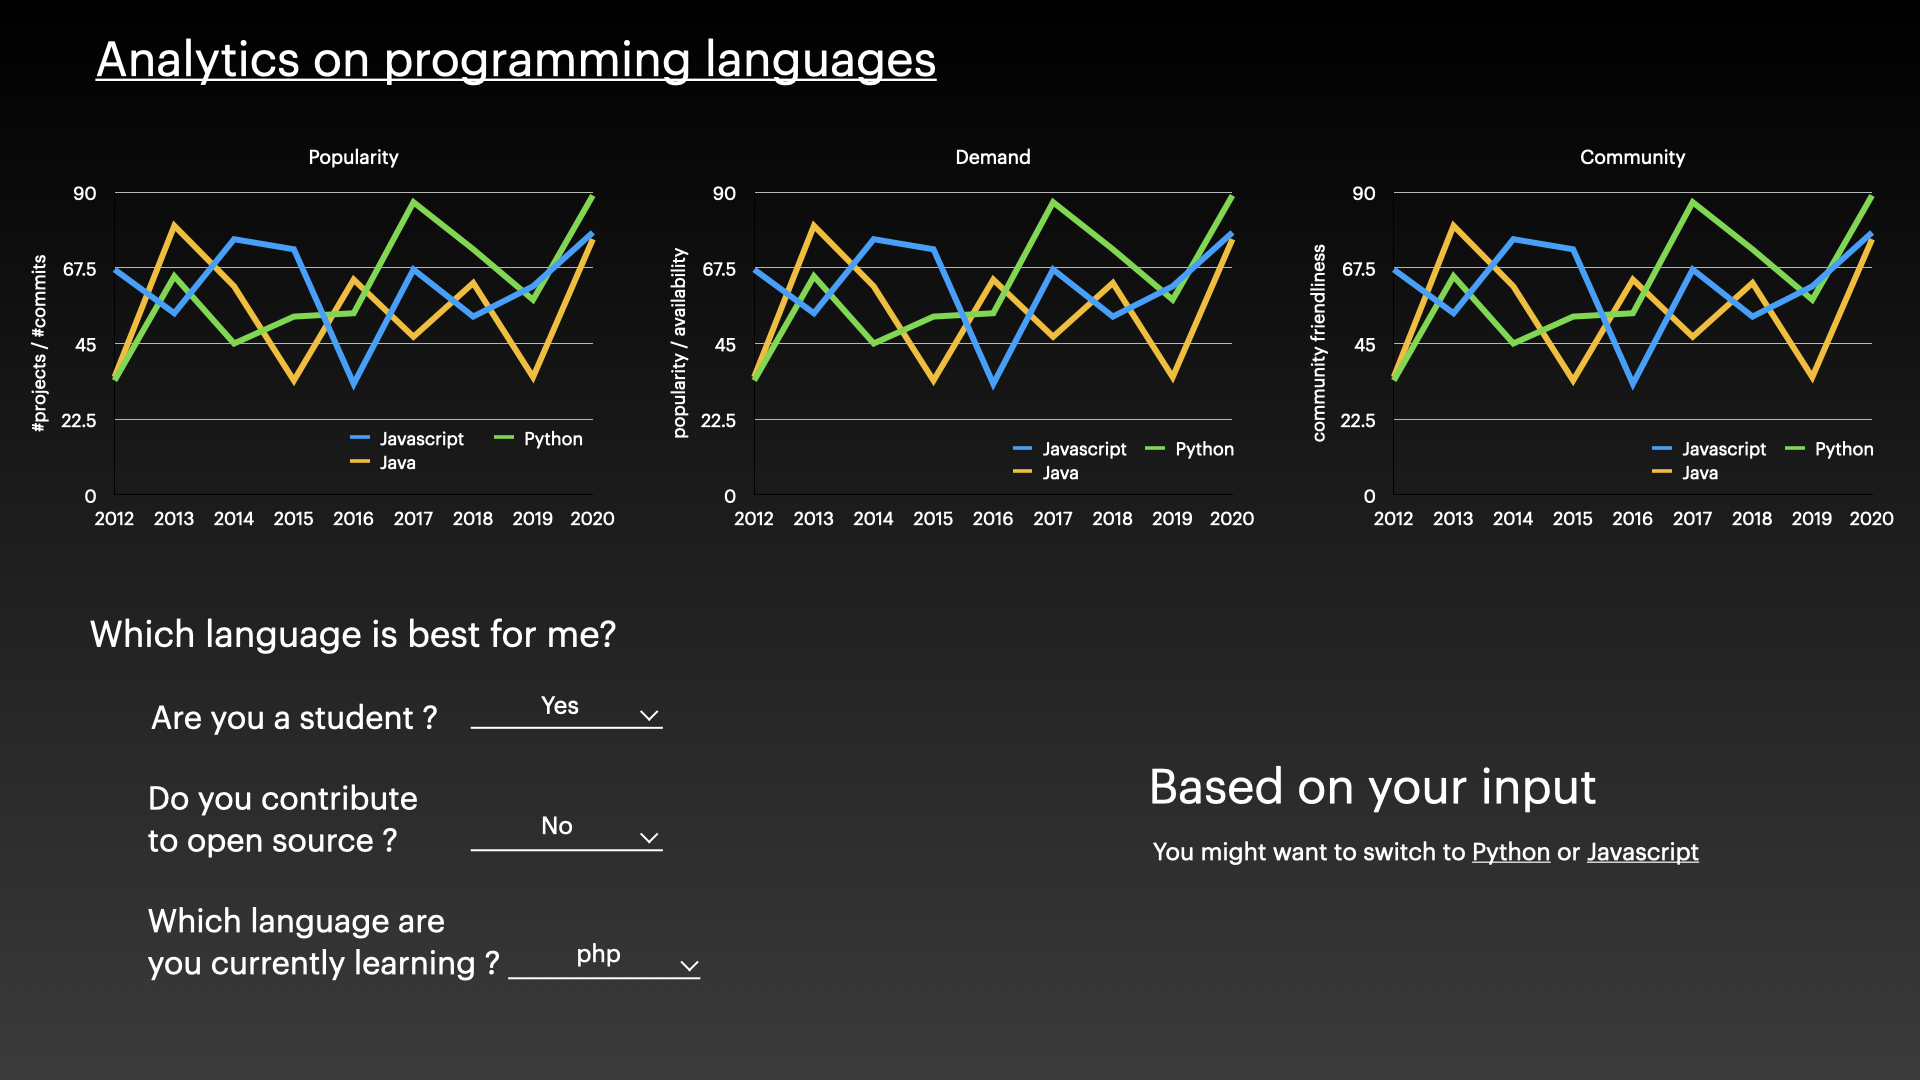 Analytics on programming languages
Popularity
#projects / #commits
90
67.5
45
22.5
0
Javascript Python
Java
2012 2013 2014 2015 2016 2017 2018 2019 2020
Demand
popularity / availability
90
67.5
45
22.5
0
Javascript Python
Java
2012 2013 2014 2015 2016 2017 2018 2019 2020
Community
community friendliness
90
67.5
45
22.5
0
Javascript Python
Java
2012 2013 2014 2015 2016 2017 2018 2019 2020
Which language is best for me?
Are you a student ? Yes
Do you contribute
to open source ? No
Which language are
you currently learning ? php
Based on your input
You might want to switch to Python or Javascript